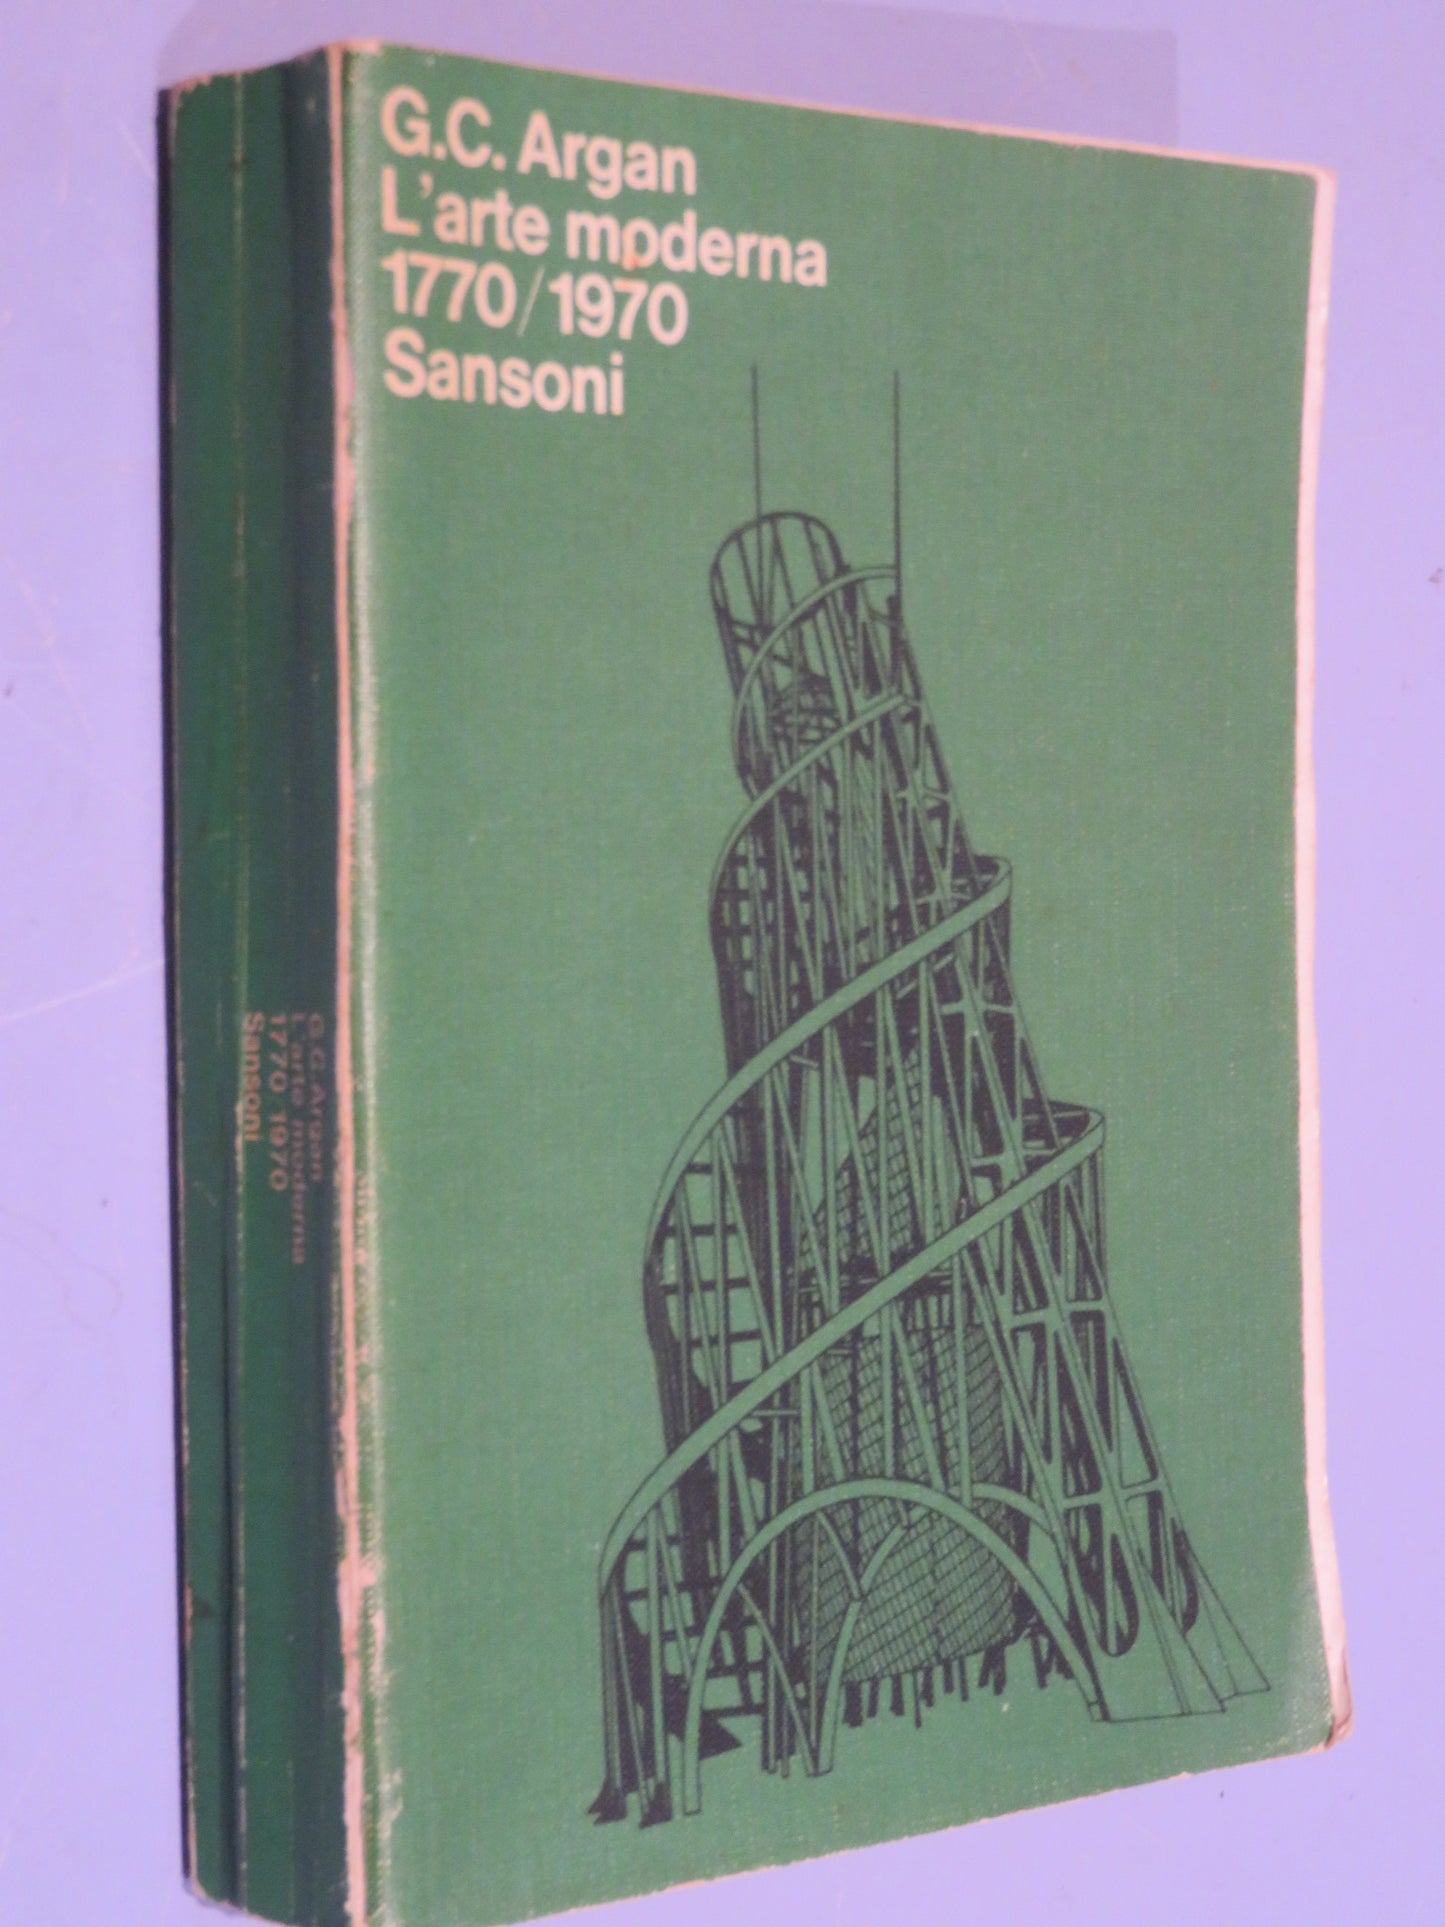 G.C. Argan
L'arte moderna
1770/1970
Sansoni
G.C. Argan
L'arte moderna
1770/1970
Sansoni